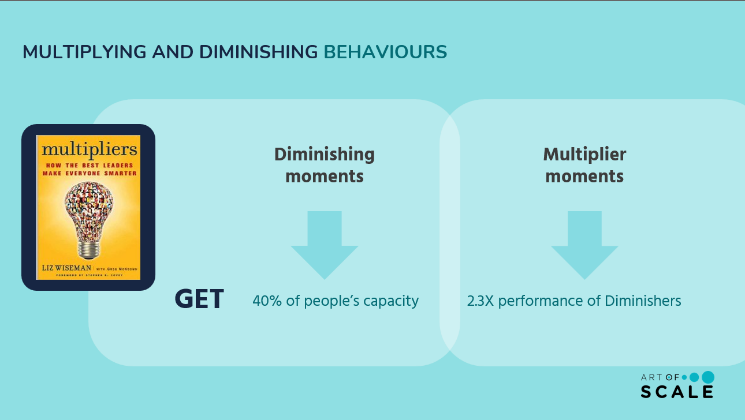 MULTIPLYING AND DIMINISHING BEHAVIOURS
multipliers
HOW THE BEST LEADERS
MAKE EVERYONE SMARTER
LIZ WISEMAN WITH GREG McKEOWN
FOREWORD BY STEPHEN R. COVEY
Diminishing
moments
Multiplier
moments
GET
40% of people's capacity
2.3X performance of Diminishers
ART OF
SCALE